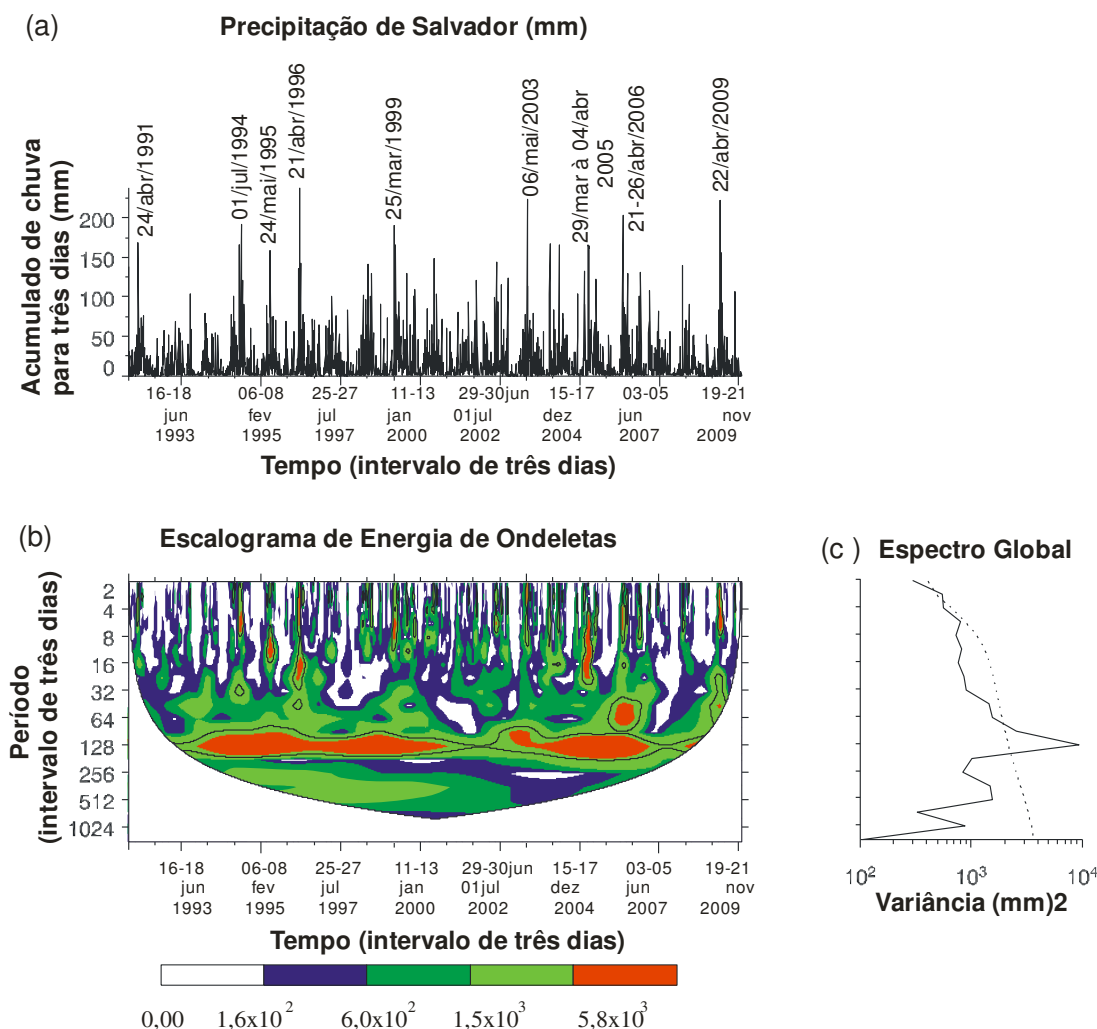 (a)
Precipitação de Salvador (mm)
Acumulado de chuva
para três dias (mm)
200
150
100
50
0
24/abr/1991
01/jul/1994
24/mai/1995
21/abr/1996
25/mar/1999
06/mai/2003
29/mar à 04/abr
2005
21-26/abr/2006
22/abr/2009
16-18 06-08 25-27 11-13 29-30jun 15-17 03-05 19-21
jun fev jul jan 01jul dez jun nov
1993 1995 1997 2000 2002 2004 2007 2009
Tempo (intervalo de três dias)
(b)
Escalograma de Energia de Ondeletas
Período
(intervalo de três dias)
2
4
8
16
32
64
128
256
512
1024
16-18 06-08 25-27 11-13 29-30jun 15-17 03-05 19-21
jun fev jul jan 01jul dez jun nov
1993 1995 1997 2000 2002 2004 2007 2009
Tempo (intervalo de três dias)
0,00 1,6x10² 6,0x10² 1,5x10³ 5,8x10³
(c) Espectro Global
10² 10³ 10⁴
Variância (mm)2